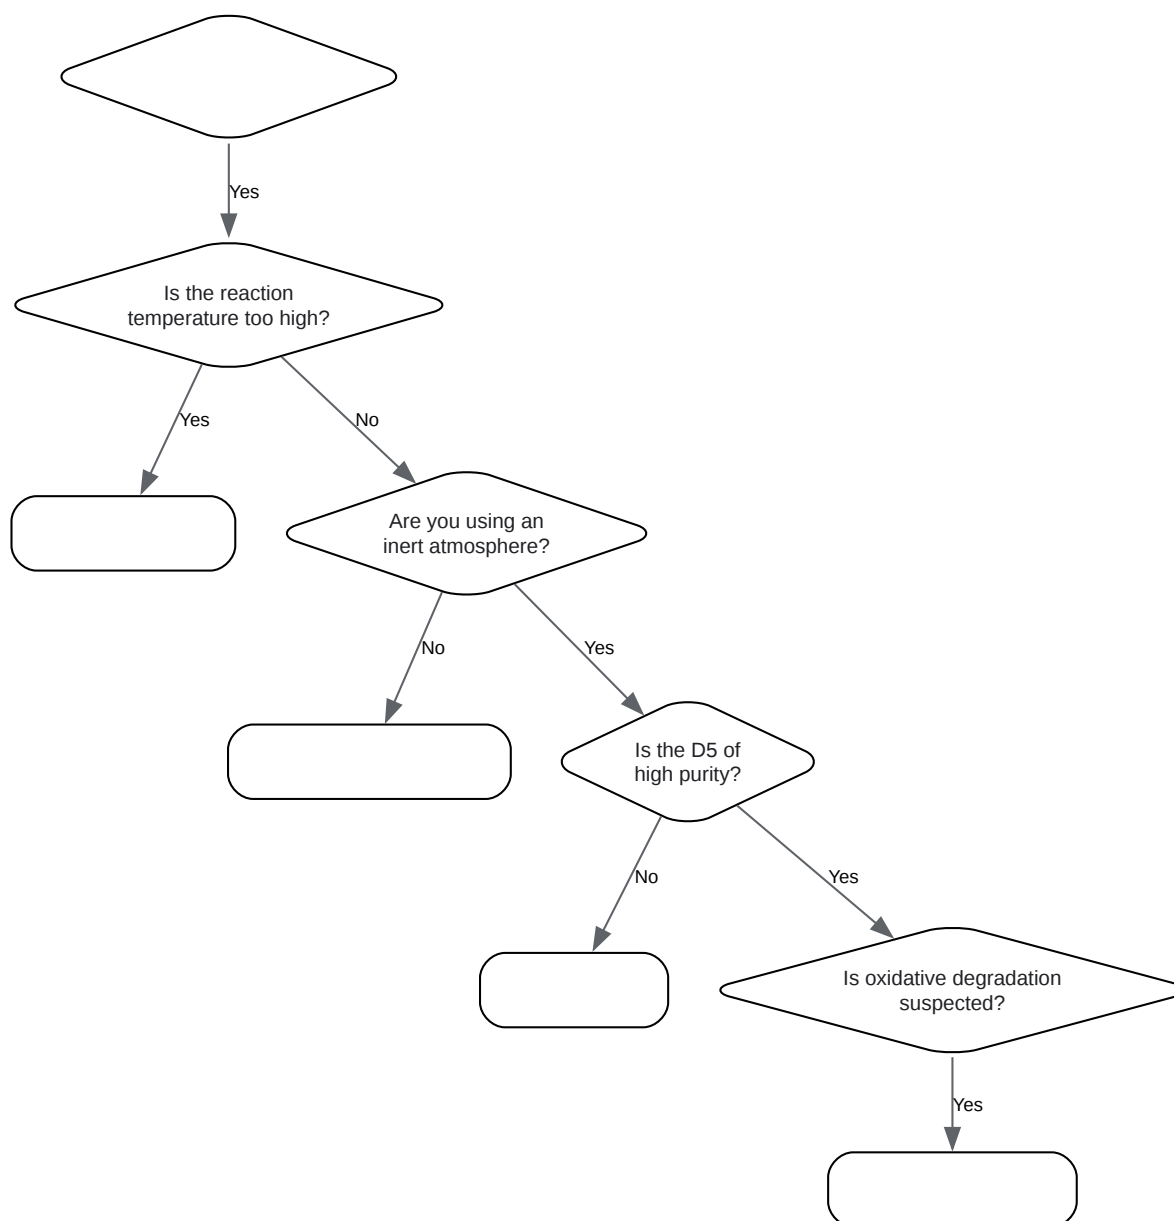 Yes
Is the reaction
temperature too high?
Yes
No
Are you using an
inert atmosphere?
No
Yes
Is the D5 of
high purity?
No
Yes
Is oxidative degradation
suspected?
Yes